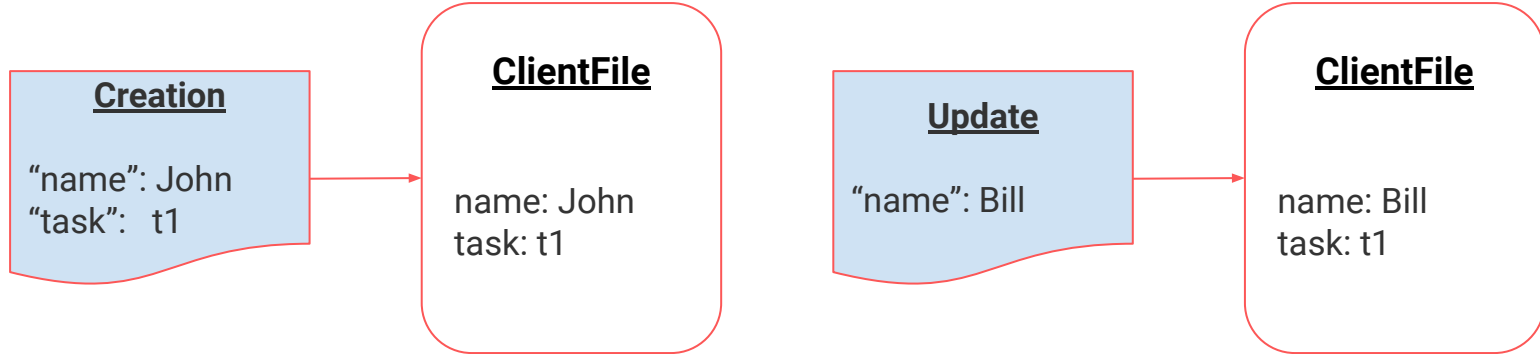 Creation
“name”: John
“task”: t1
ClientFile
name: John
task: t1
Update
“name”: Bill
ClientFile
name: Bill
task: t1